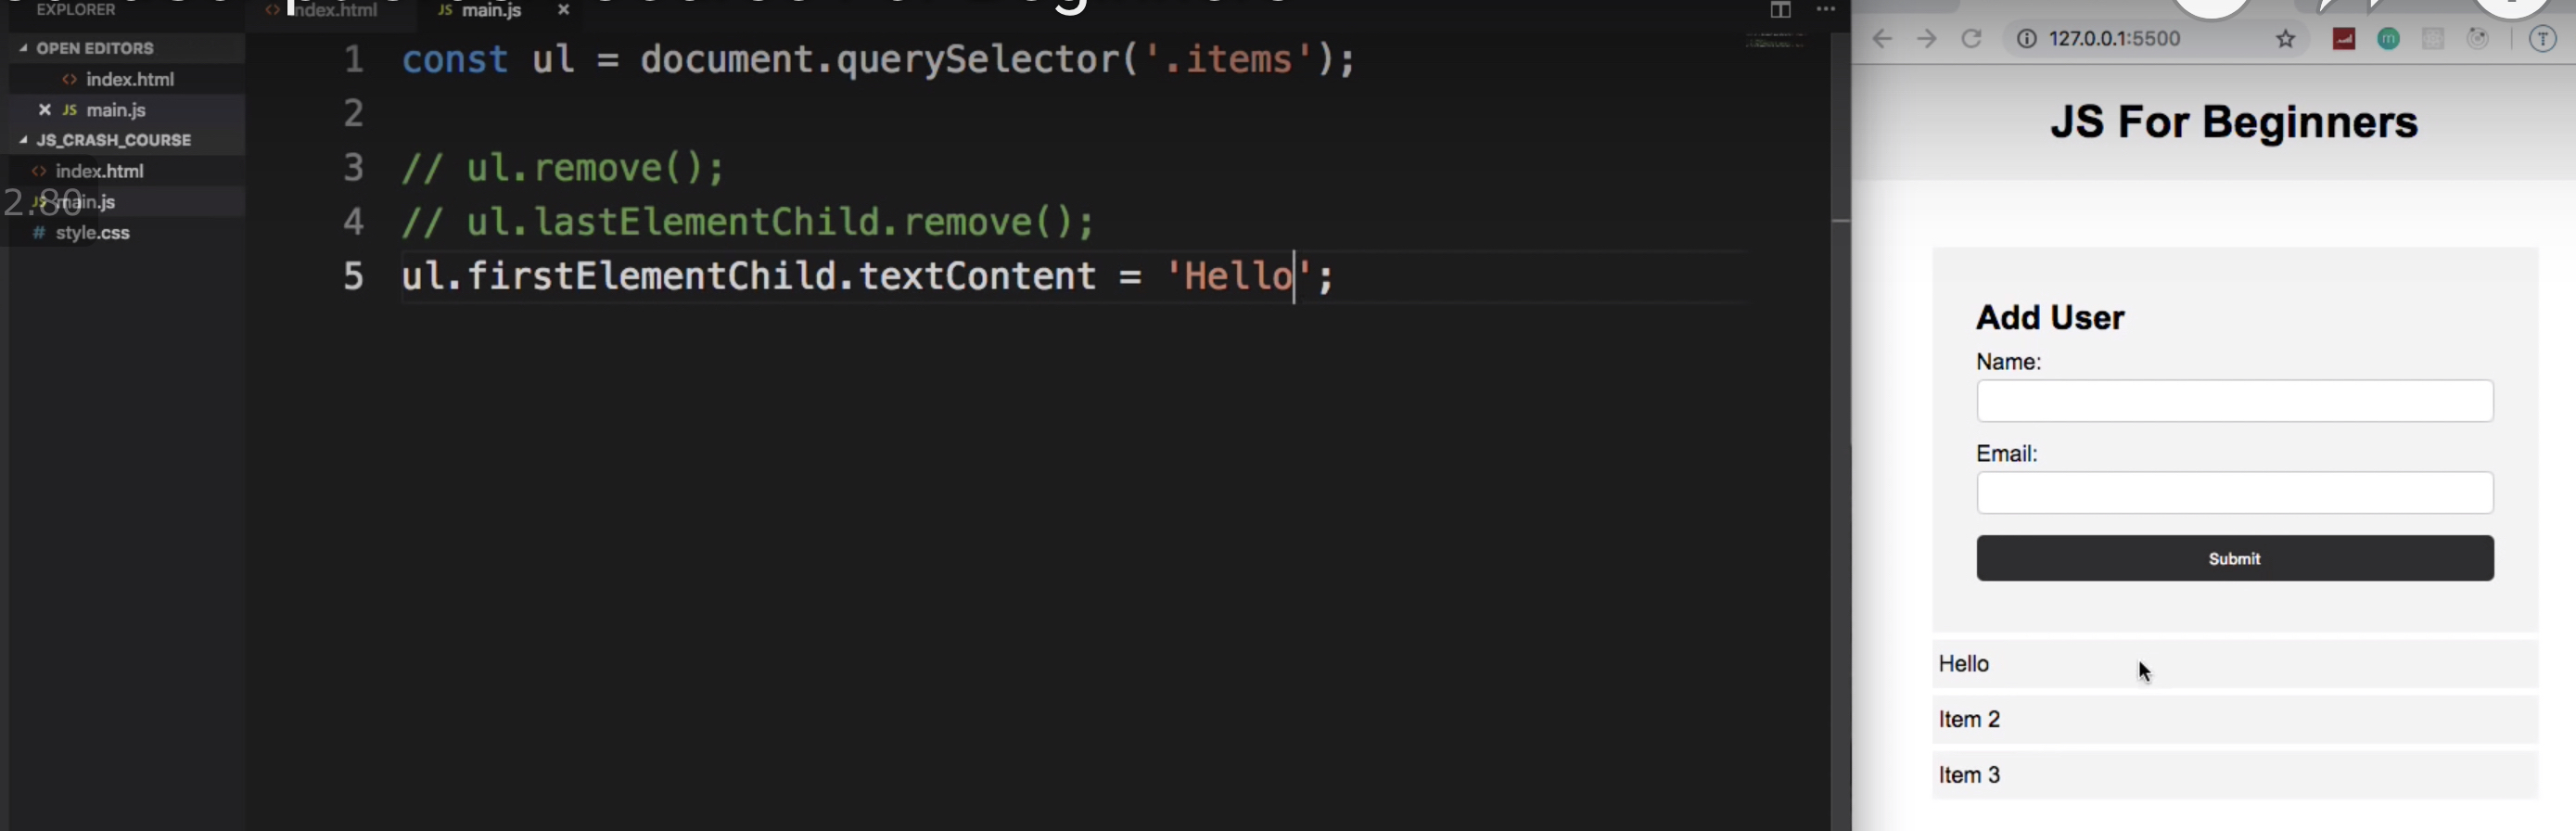 EXPLORER
OPEN EDITORS
<> index.html
× JS main.js
JS_CRASH_COURSE
<> index.html
JS main.js
# style.css
2.80
<> index.html
JS main.js ×
1 const ul = document.querySelector('.items');
2
3 // ul.remove();
4 // ul.lastElementChild.remove();
5 ul.firstElementChild.textContent = 'Hello';
127.0.0.1:5500
JS For Beginners
Add User
Name:
Email:
Submit
Hello
Item 2
Item 3